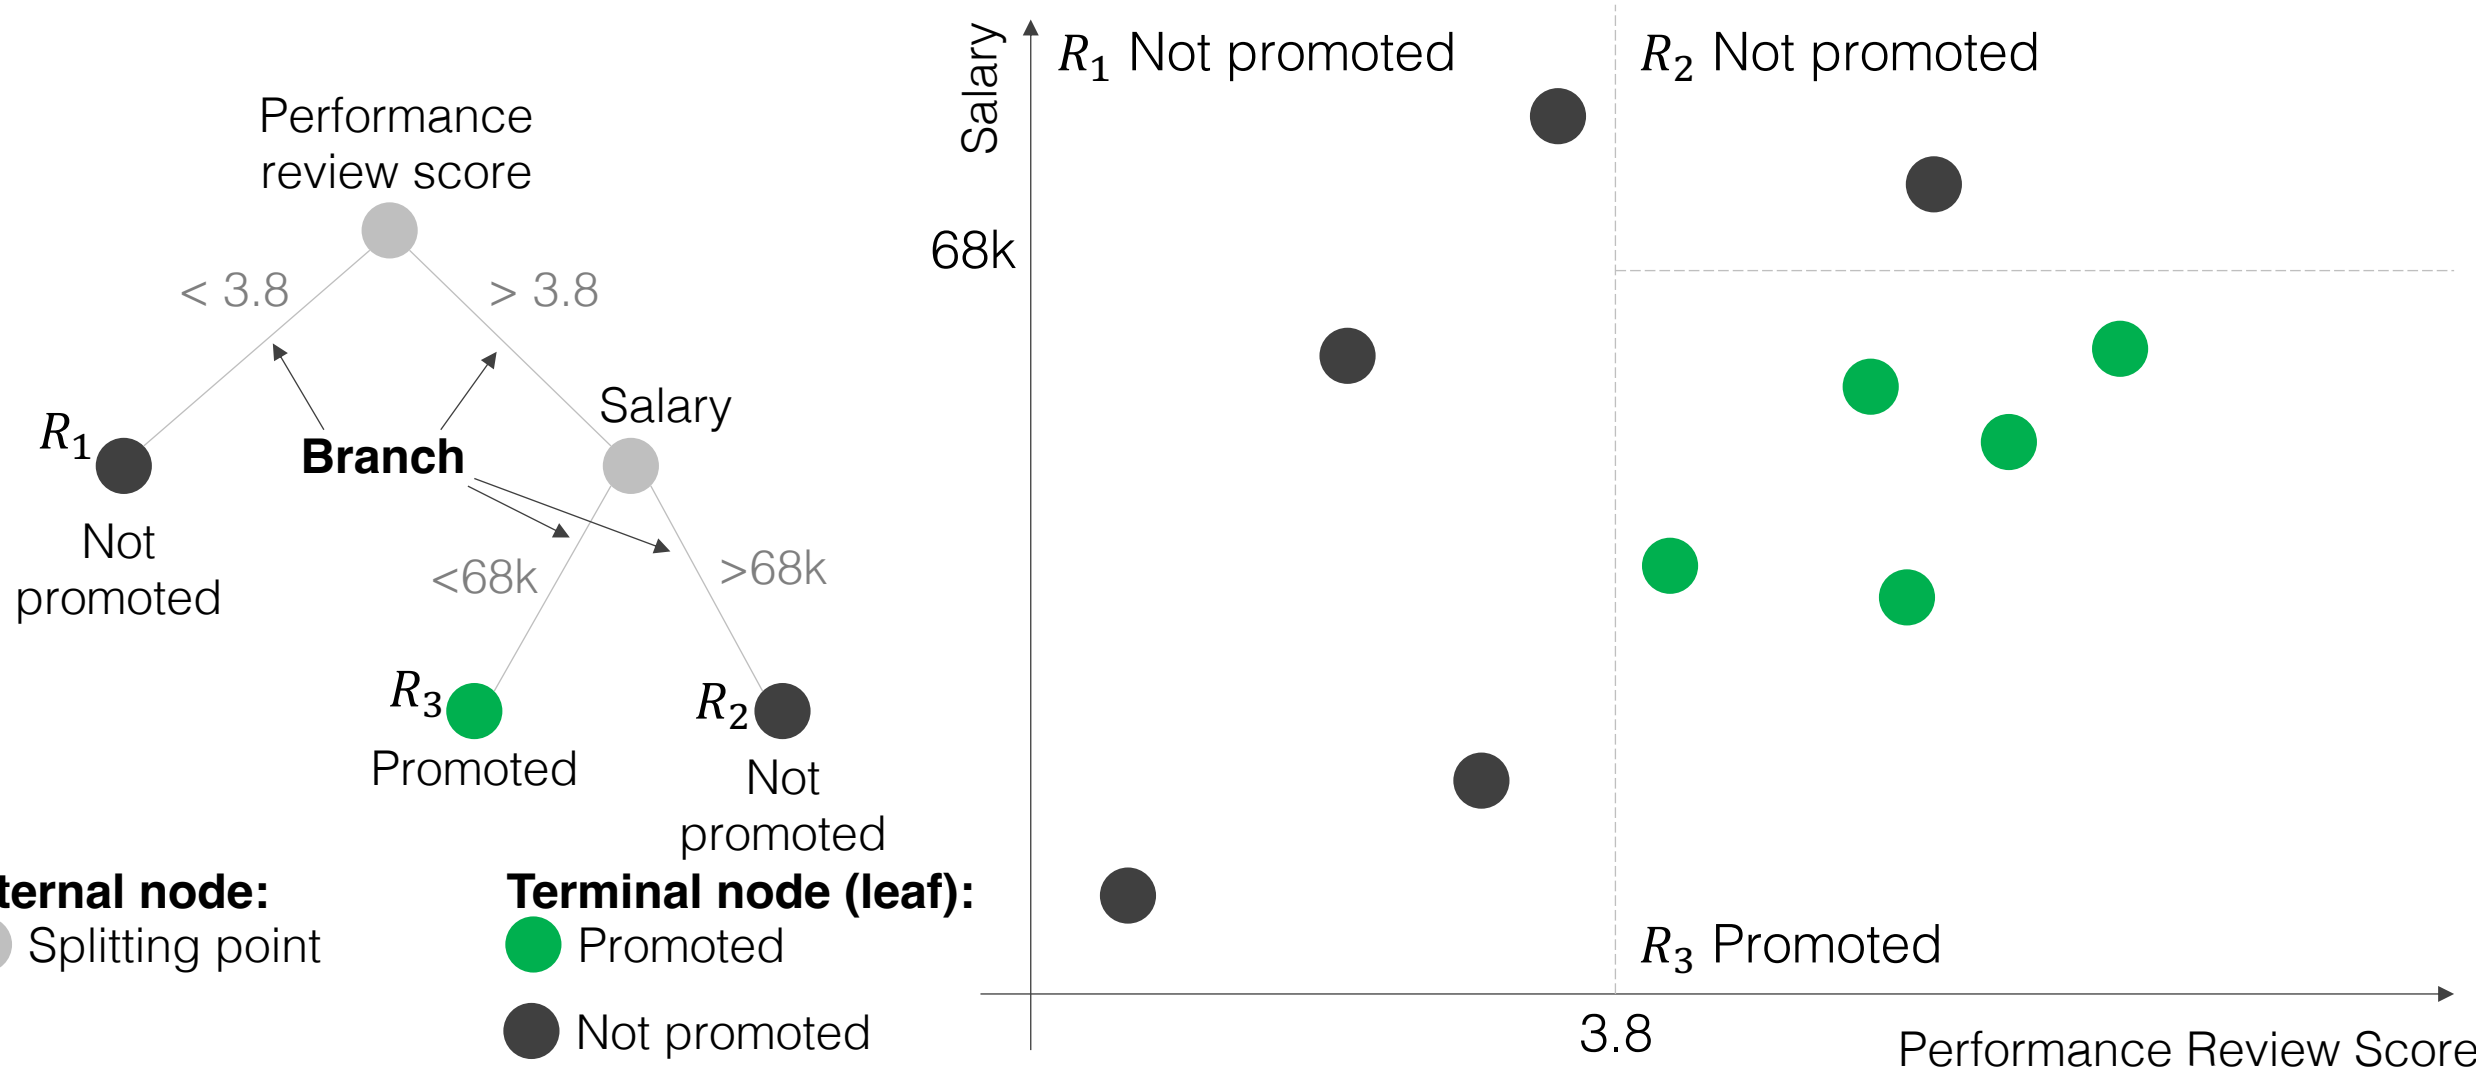 Performance
review score
< 3.8
> 3.8
R₁
Not
promoted
Branch
Salary
<68k
>68k
R₃
Promoted
R₂
Not
promoted
ternal node:
Splitting point
Terminal node (leaf):
Promoted
Not promoted
Salary
68k
R₁ Not promoted
R₂ Not promoted
R₃ Promoted
3.8
Performance Review Score